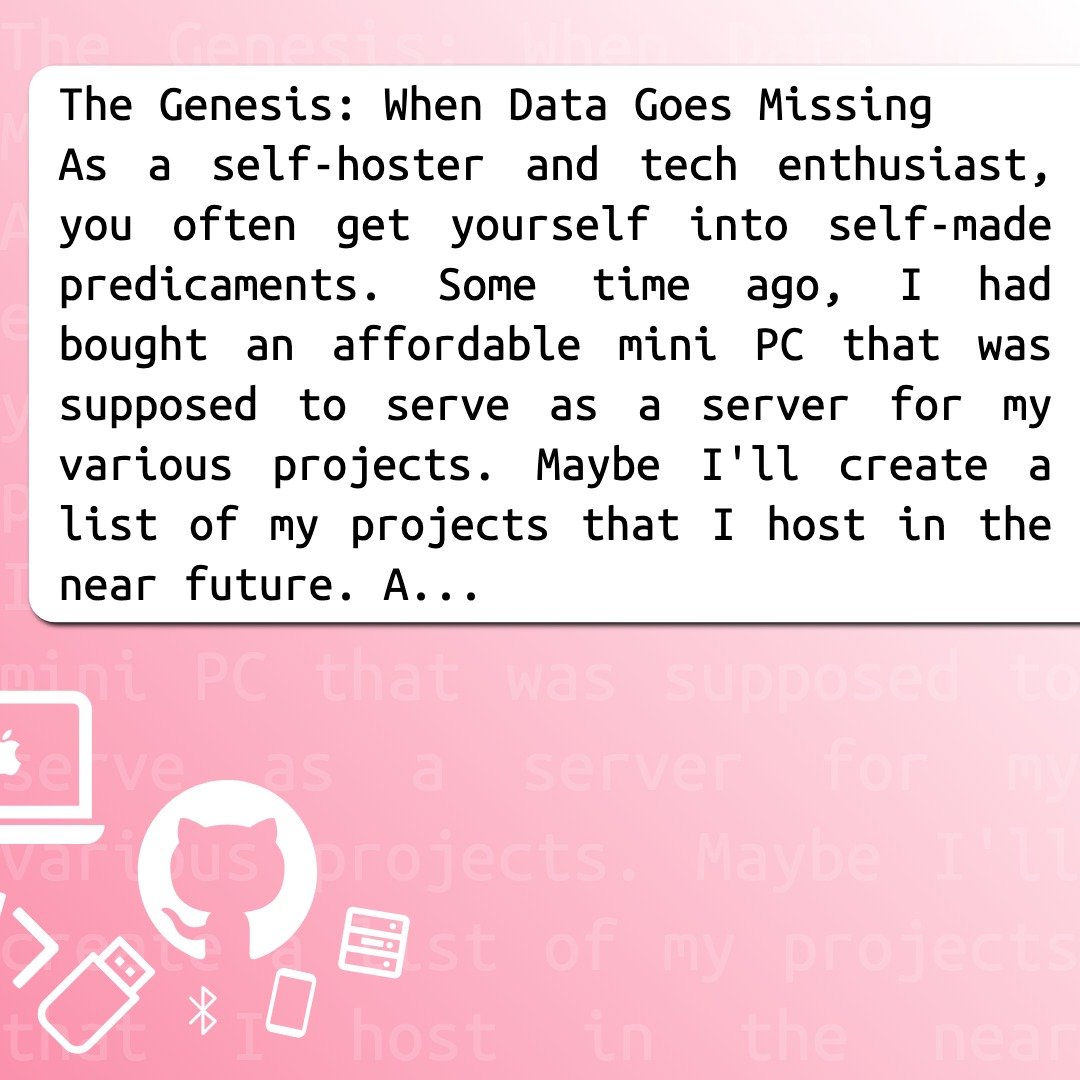 The Genesis: When Data Goes Missing
As a self-hoster and tech enthusiast,
you often get yourself into self-made
predicaments. Some time ago, I had
bought an affordable mini PC that was
supposed to serve as a server for my
various projects. Maybe I'll create a
list of my projects that I host in the
near future. A...
mini PC that was supposed to
serve as a server for my
various projects. Maybe I'll
create a list of my projects
that I host in the near